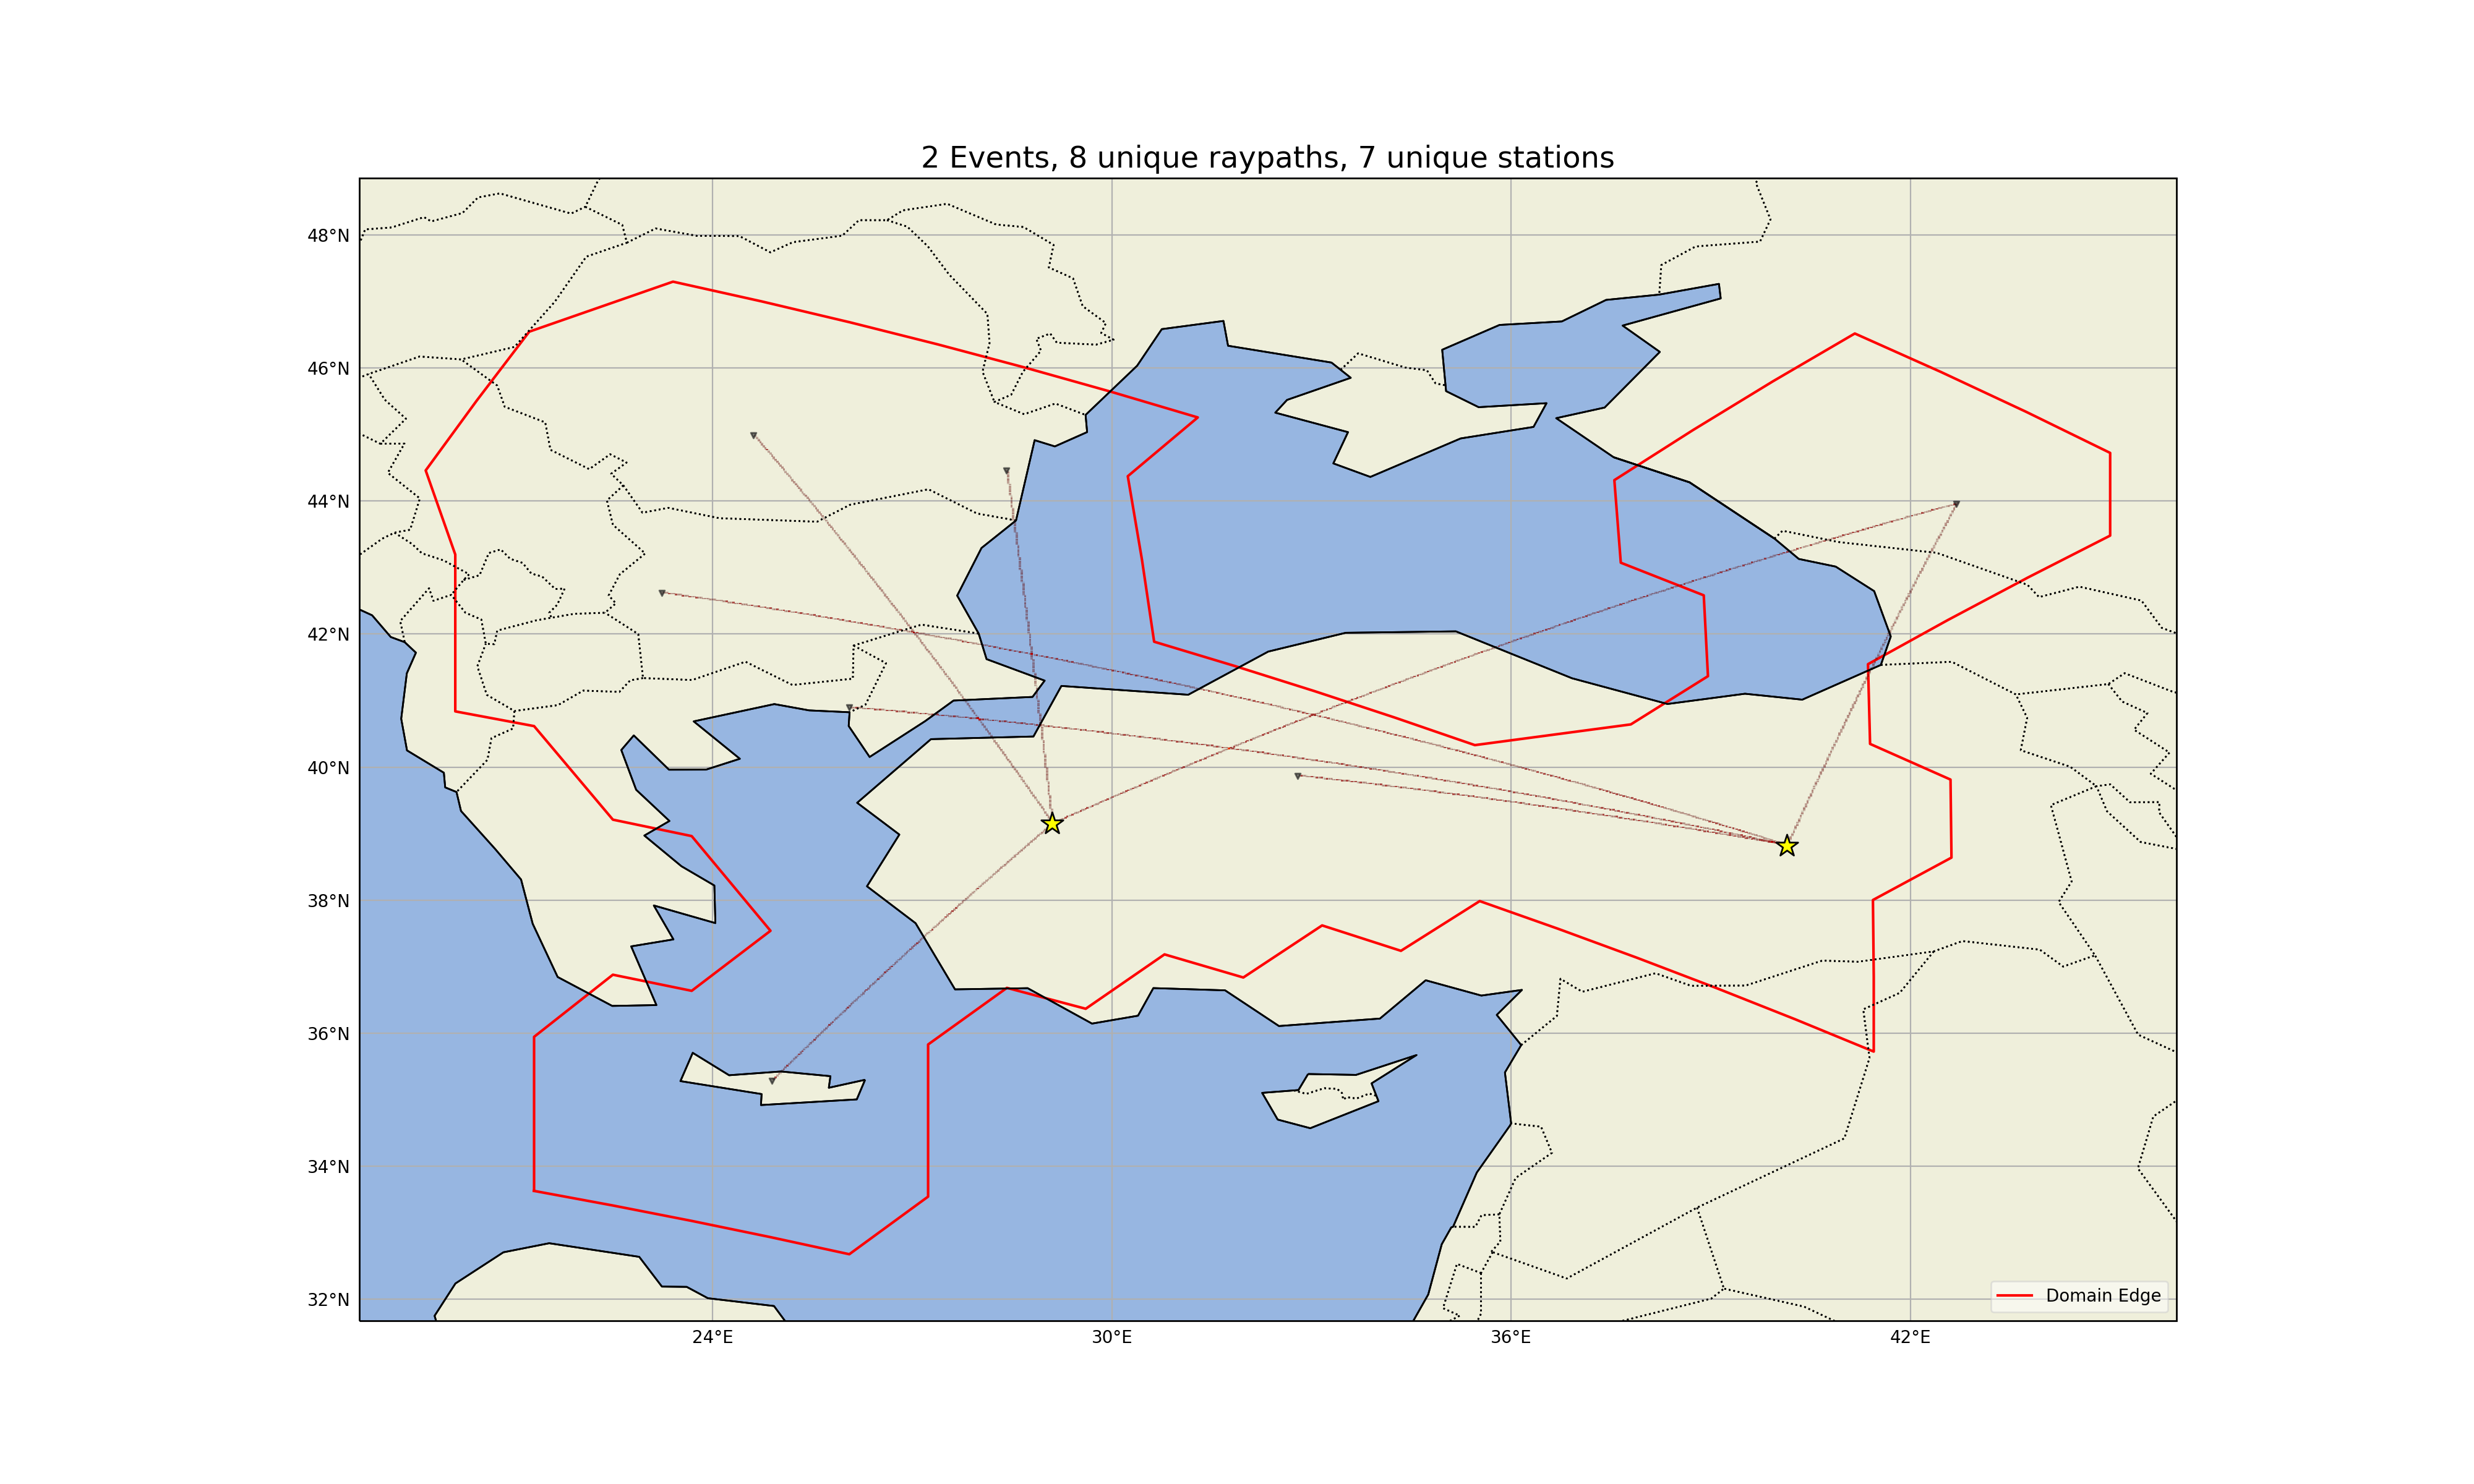 2 Events, 8 unique raypaths, 7 unique stations
48°N
46°N
44°N
42°N
40°N
38°N
36°N
34°N
32°N
Domain Edge
24°E
30°E
36°E
42°E